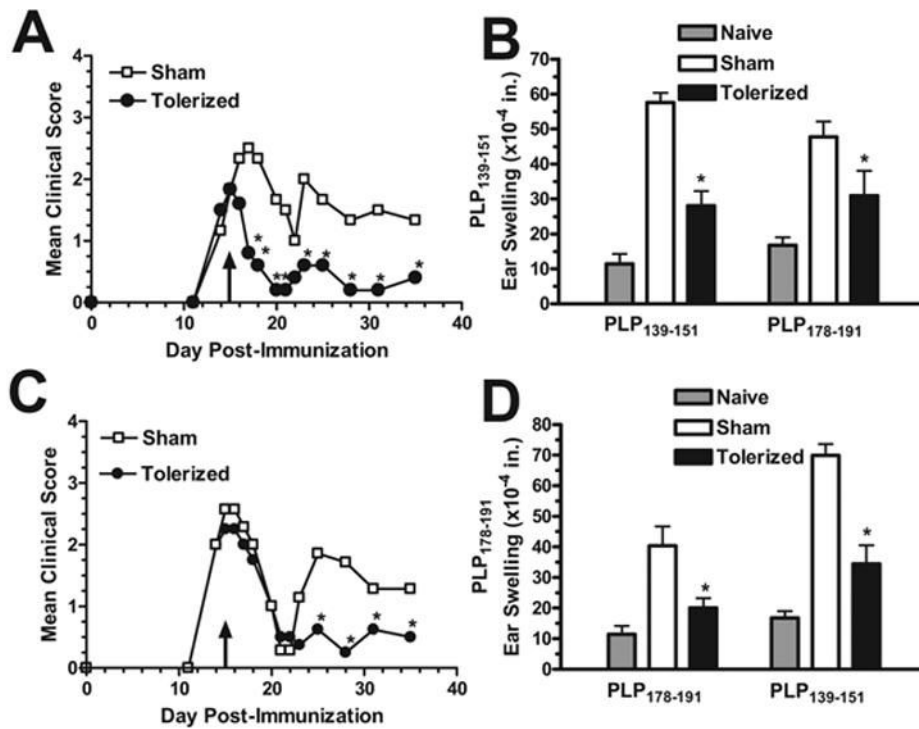 A
4
3
2
1
0
0
10
20
30
40
Mean Clinical Score
Day Post-Immunization
Sham
Tolerized
*
*
*
*
*
*
*
*
*
B
Naive
Sham
Tolerized
70
60
50
40
30
20
10
0
PLP139-151
Ear Swelling (x10-4 in.)
*
*
PLP139-151
PLP178-191
C
4
3
2
1
0
0
10
20
30
40
Mean Clinical Score
Day Post-Immunization
Sham
Tolerized
*
*
*
*
D
Naive
Sham
Tolerized
80
70
60
50
40
30
20
10
0
PLP178-191
Ear Swelling (x10-4 in.)
*
*
PLP178-191
PLP139-151